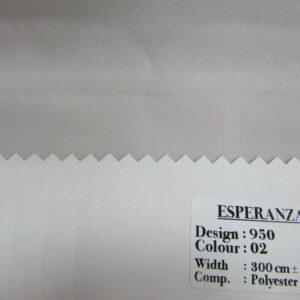 ESPERANZA
Design : 950
Colour : 02
Width : 300 cm ±
Comp. : Polyester